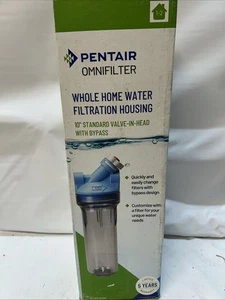 PENTAIR
OMNIFILTER
WHOLE HOME WATER
FILTRATION HOUSING
10" STANDARD VALVE-IN-HEAD
WITH BYPASS
• Quickly and
easily change
filters with
bypass design
• Customize with
a filter for your
unique water
needs
5 YEARS